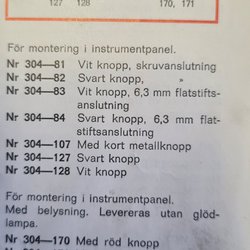 127 128 170, 171
För montering i instrumentpanel.
Nr 304—81 Vit knopp, skruvanslutning
Nr 304—82 Svart knopp, »
Nr 304—83 Vit knopp, 6,3 mm flatstifts-
anslutning
Nr 304—84 Svart knopp, 6,3 mm flat-
stiftsanslutning
Nr 304—107 Med kort metallknopp
Nr 304—127 Svart knopp
Nr 304—128 Vit knopp
För montering i instrumentpanel.
Med belysning. Levereras utan glöd-
lampa.
Nr 304—170 Med röd knopp